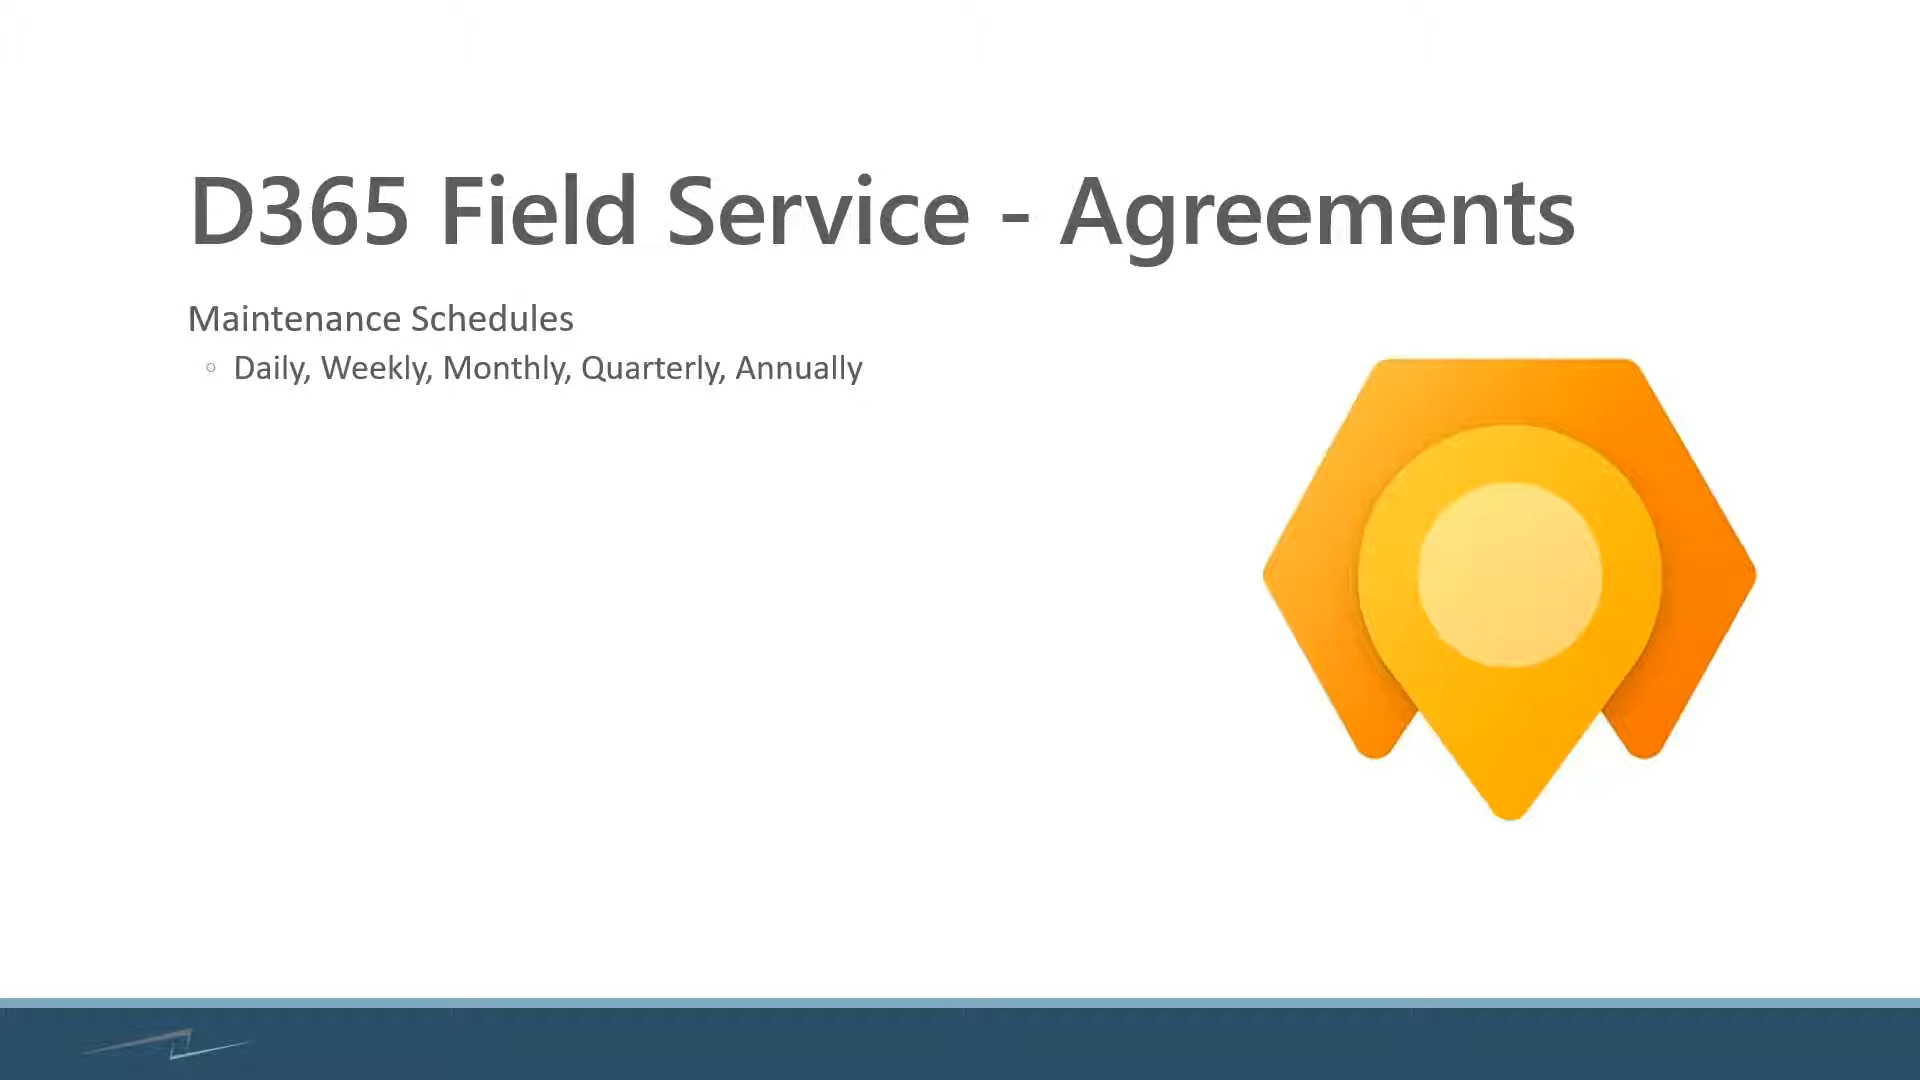 D365 Field Service - Agreements
Maintenance Schedules
◦ Daily, Weekly, Monthly, Quarterly, Annually